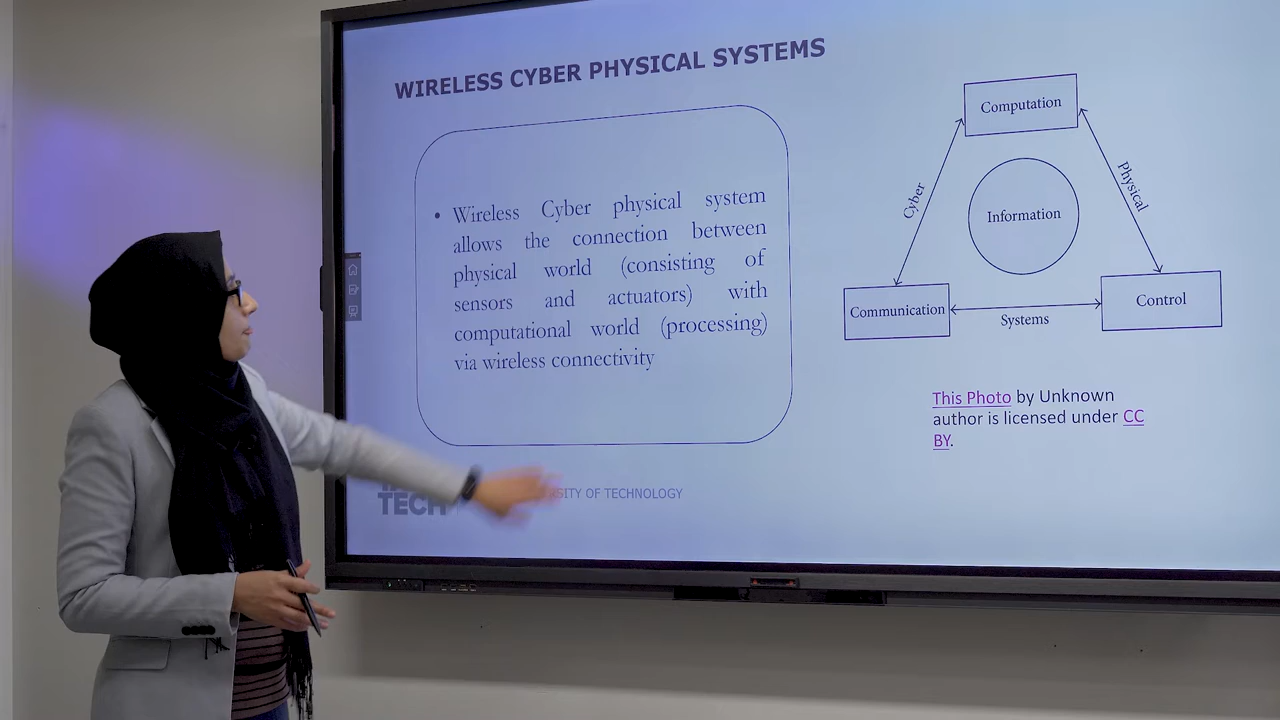 WIRELESS CYBER PHYSICAL SYSTEMS
• Wireless Cyber physical system
allows the connection between
physical world (consisting of
sensors and actuators) with
computational world (processing)
via wireless connectivity
Computation
Cyber
Physical
Information
Communication
Control
Systems
This Photo by Unknown
author is licensed under CC
BY.
TECH
OF TECHNOLOGY